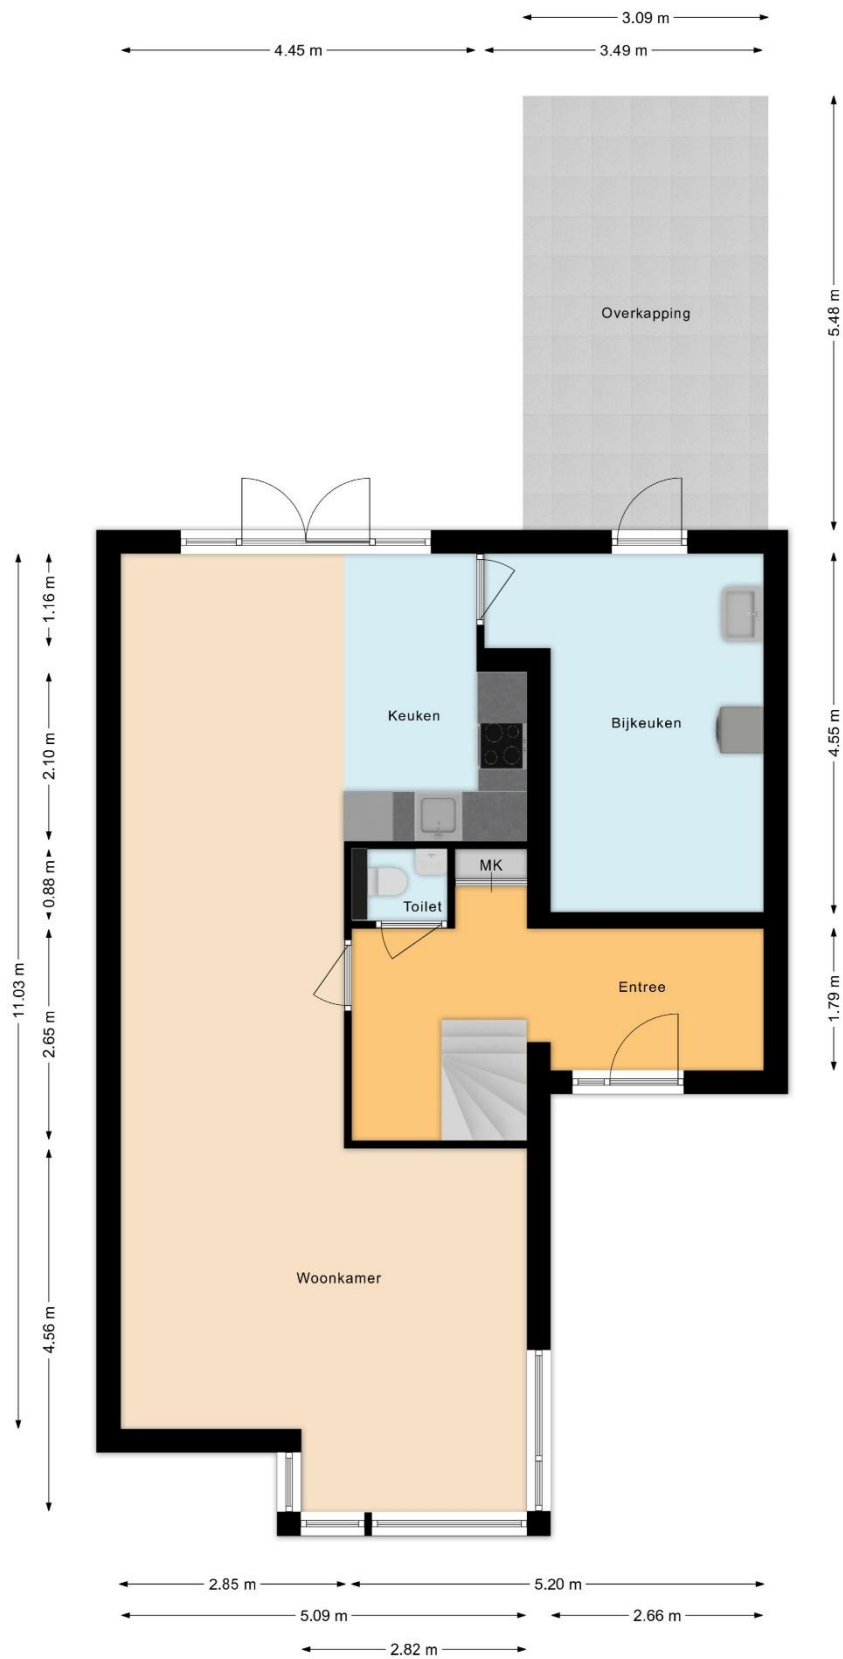 3.09 m
4.45 m
3.49 m
5.48 m
Overkapping
1.16 m
Keuken
Bijkeuken
4.55 m
2.10 m
MK
0.88 m
Toilet
11.03 m
Entree
1.79 m
2.65 m
Woonkamer
4.56 m
2.85 m
5.20 m
5.09 m
2.66 m
2.82 m